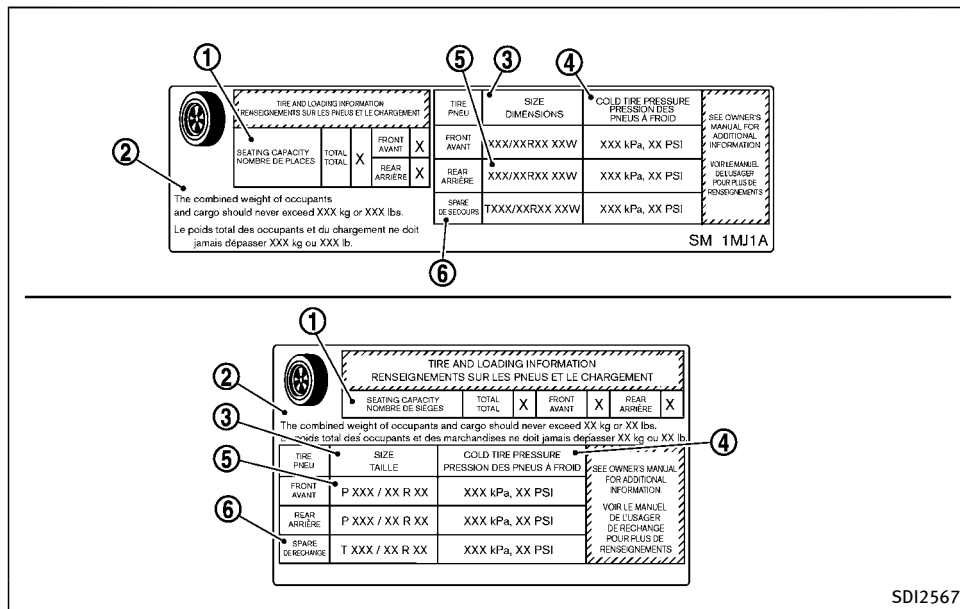 ① ⑤ ③ ④
TIRE AND LOADING INFORMATION
RENSEIGNEMENTS SUR LES PNEUS ET LE CHARGEMENT
②
SEATING CAPACITY
NOMBRE DE PLACES
TOTAL
TOTAL
X
FRONT
AVANT
X
REAR
ARRIÈRE
X
The combined weight of occupants
and cargo should never exceed XXX kg or XXX lbs.
Le poids total des occupants et du chargement ne doit
jamais dépasser XXX kg ou XXX lb.
TIRE
PNEU
SIZE
DIMENSIONS
COLD TIRE PRESSURE
PRESSION DES
PNEUS À FROID
FRONT
AVANT
XXX/XXRXX XXW
XXX kPa, XX PSI
REAR
ARRIÈRE
XXX/XXRXX XXW
XXX kPa, XX PSI
SPARE
DE SECOURS
TXXX/XXRXX XXW
XXX kPa, XX PSI
SEE OWNER'S
MANUAL FOR
ADDITIONAL
INFORMATION
VOIR LE MANUEL
DE L'USAGER
POUR PLUS DE
RENSEIGNEMENTS
SM 1MJ1A
⑥
①
TIRE AND LOADING INFORMATION
RENSEIGNEMENTS SUR LES PNEUS ET LE CHARGEMENT
②
SEATING CAPACITY
NOMBRE DE SIÈGES
TOTAL
TOTAL
X
FRONT
AVANT
X
REAR
ARRIÈRE
X
The combined weight of occupants and cargo should never exceed XX kg or XX lbs.
Le poids total des occupants et des marchandises ne doit jamais dépasser XX kg ou XX lb.
③ ④
TIRE
PNEU
SIZE
TAILLE
COLD TIRE PRESSURE
PRESSION DES PNEUS À FROID
⑤
FRONT
AVANT
P XXX / XX R XX
XXX kPa, XX PSI
REAR
ARRIÈRE
P XXX / XX R XX
XXX kPa, XX PSI
⑥
SPARE
DE RECHANGE
T XXX / XX R XX
XXX kPa, XX PSI
SEE OWNER'S MANUAL
FOR ADDITIONAL
INFORMATION.
VOIR LE MANUEL
DE L'USAGER
DE RECHANGE
POUR PLUS DE
RENSEIGNEMENTS
SDI2567